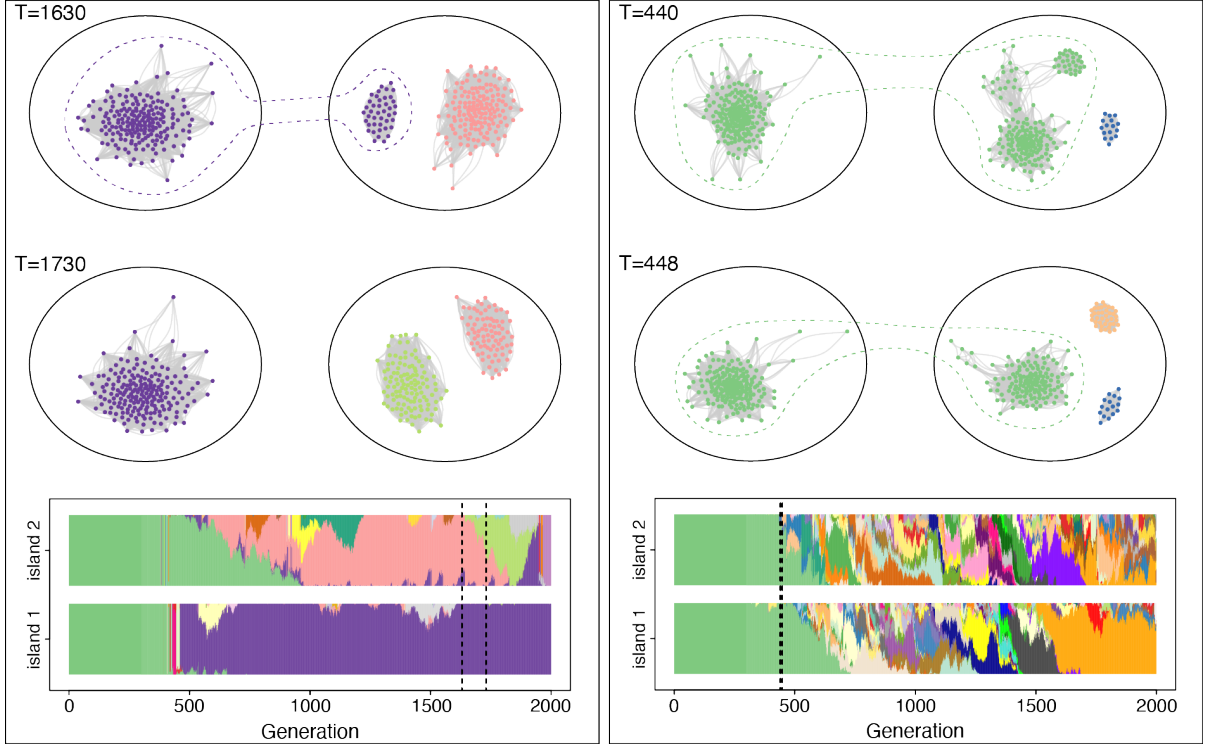 T=1630
T=1730
island 2
island 1
0 500 1000 1500 2000
Generation
T=440
T=448
island 2
island 1
0 500 1000 1500 2000
Generation